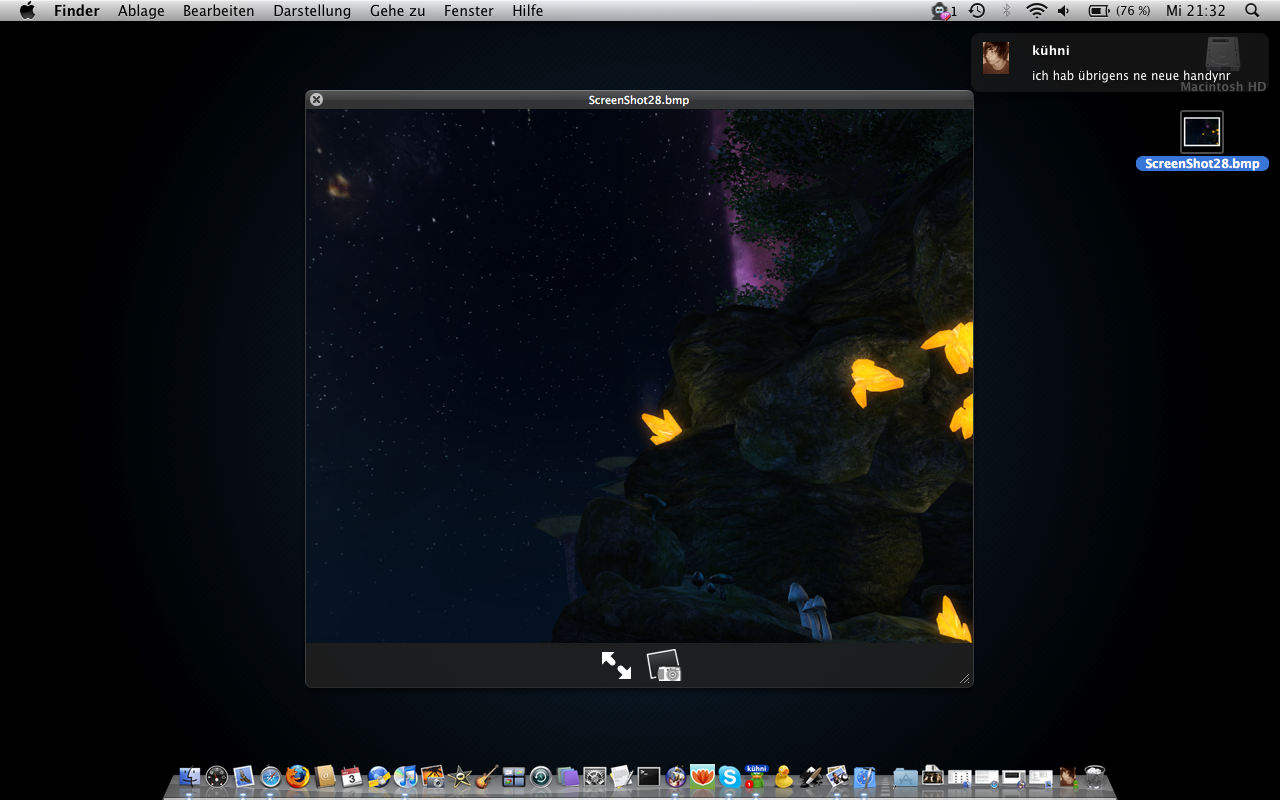 Finder Ablage Bearbeiten Darstellung Gehe zu Fenster Hilfe 1 (76 %) Mi 21:32
kühni
ich hab übrigens ne neue handynr
Macintosh HD
ScreenShot28.bmp
ScreenShot28.bmp
3
kühni
1